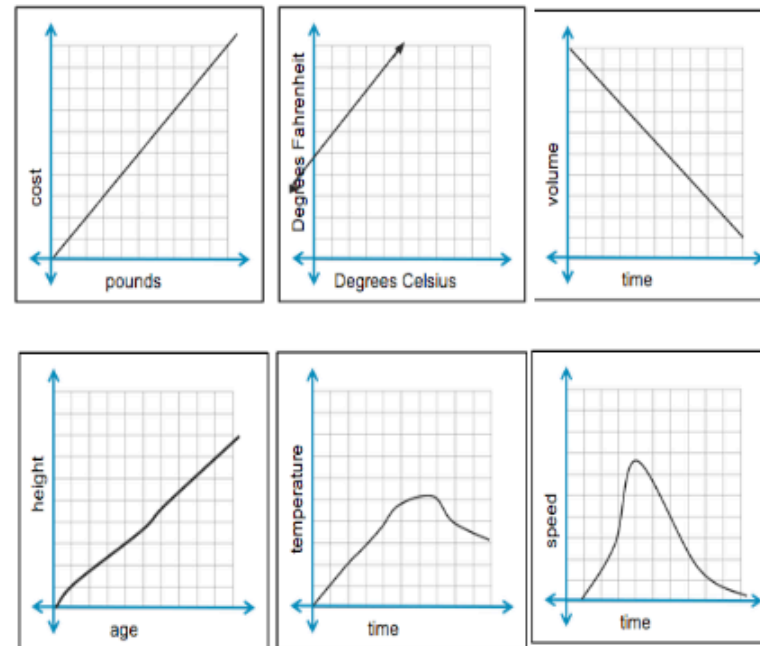 cost
pounds
Degrees Fahrenheit
Degrees Celsius
volume
time
height
age
temperature
time
speed
time